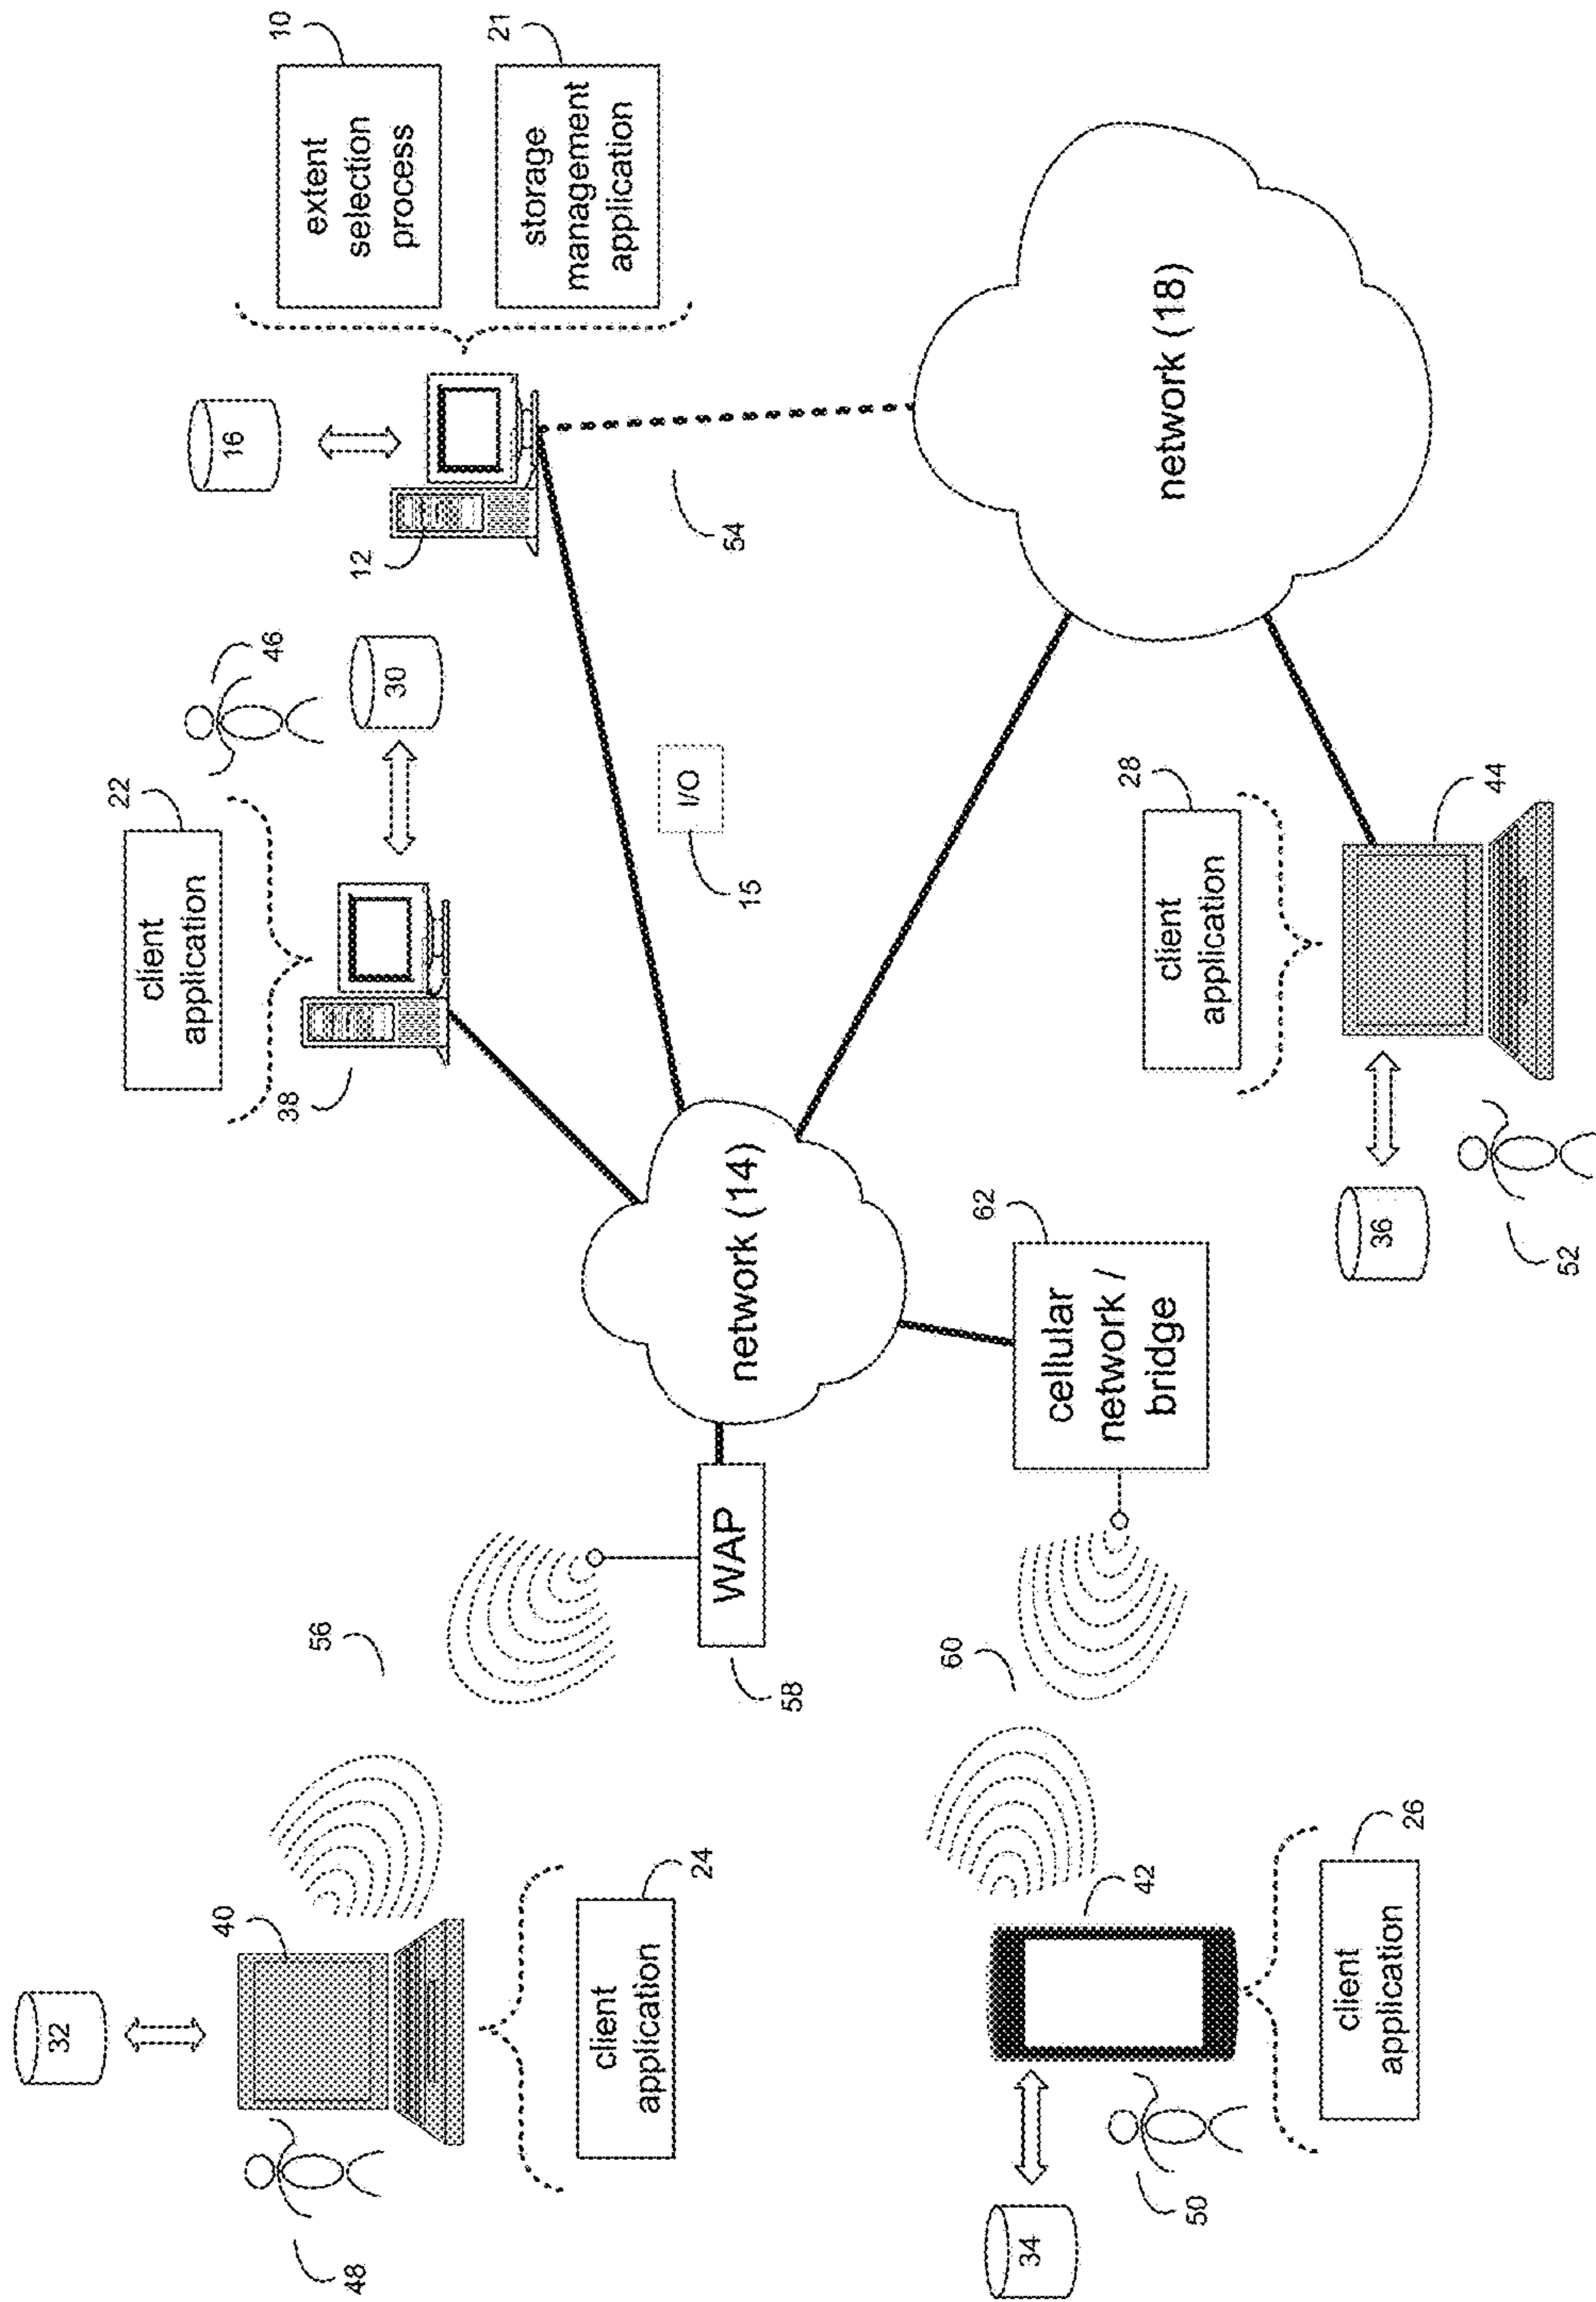 32
48
40
56
38
client
application
22
46
30
12
16
10
extent
selection
process
21
storage
management
application
24
client
application
58
WAP
network (14)
15
I/O
54
34
50
42
60
62
cellular
network /
bridge
28
client
application
network (18)
26
client
application
36
52
44